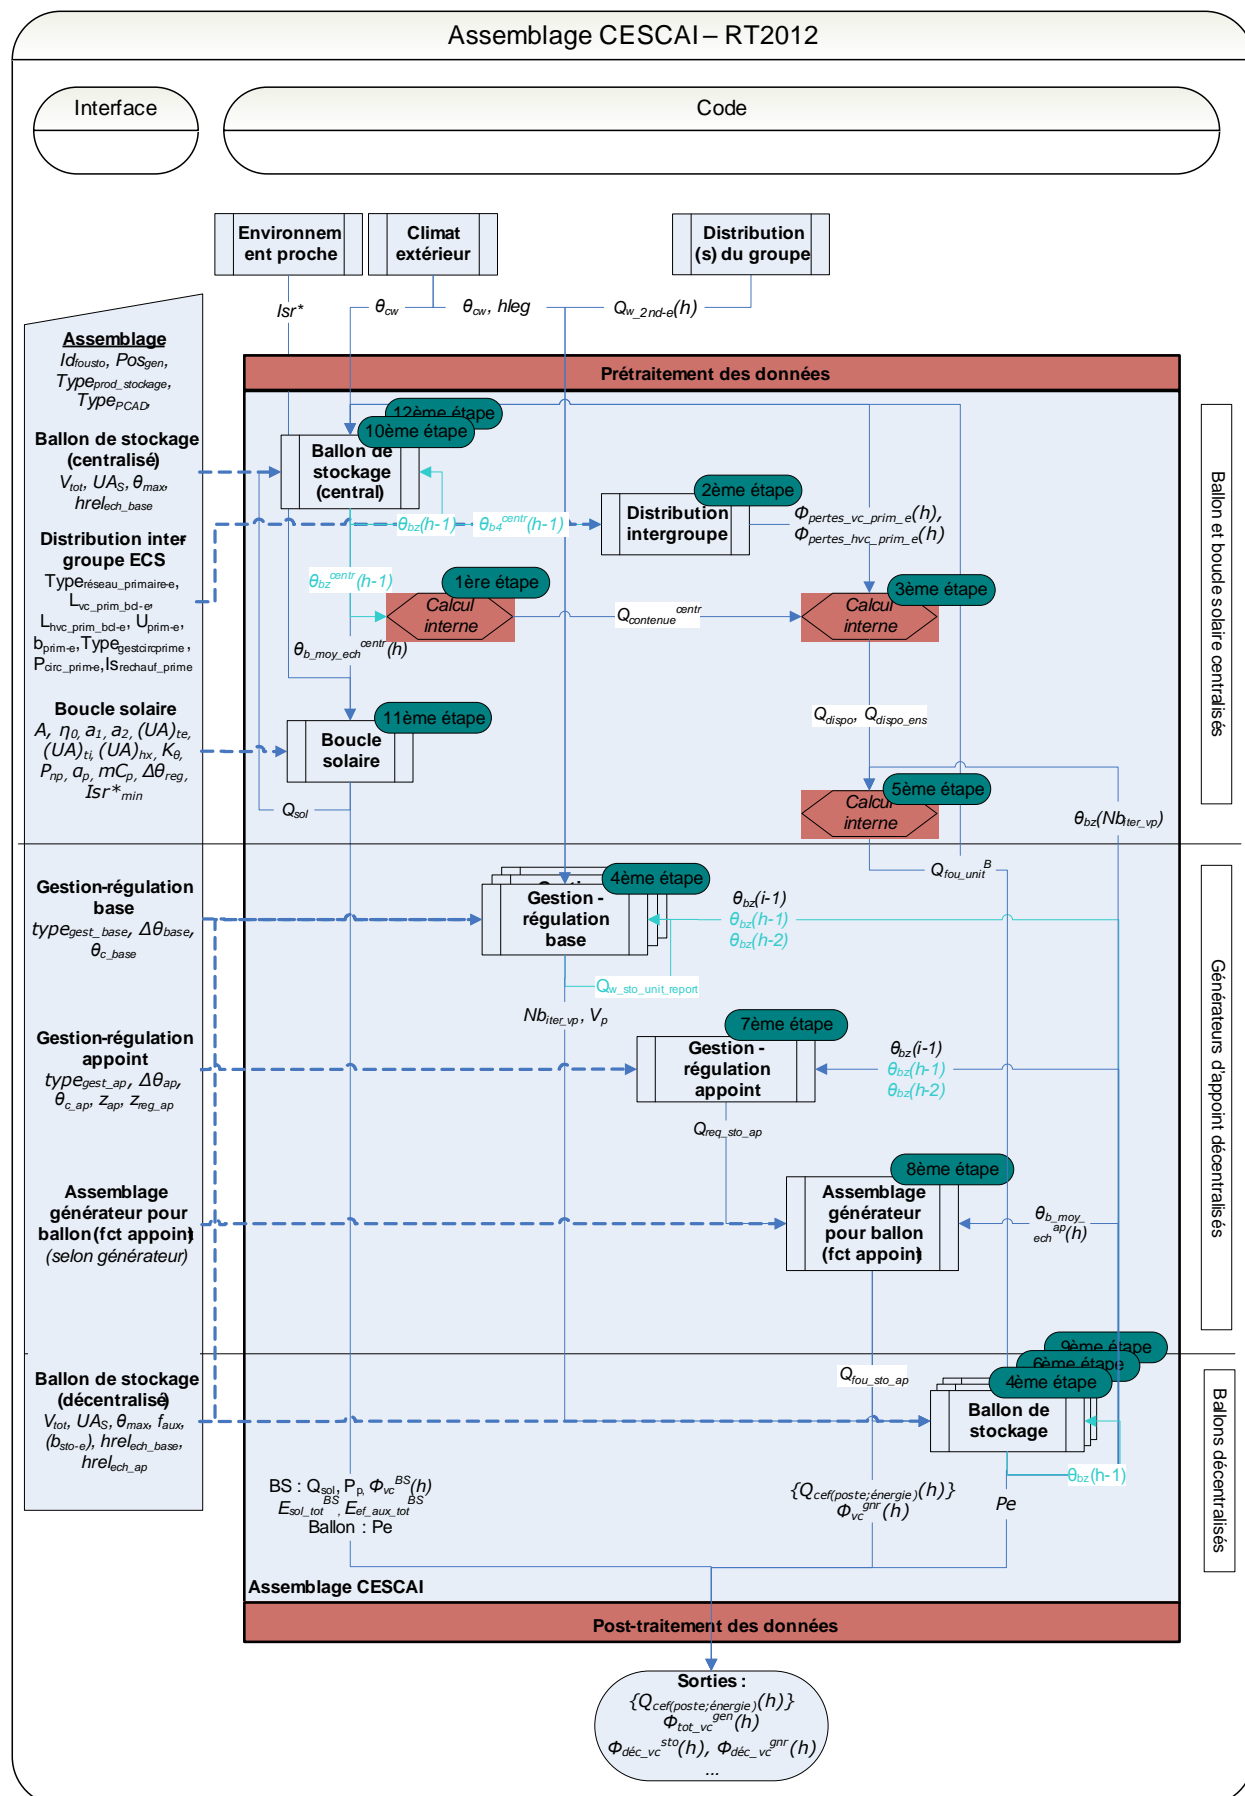 Assemblage CESCAI – RT2012
Interface
Code
Environnem
ent proche
Climat
extérieur
Distribution
(s) du groupe
Isr*
θcw
θcw, hleg
Qw_2nd-e(h)
Prétraitement des données
Assemblage
Idfousto, Posgen,
Typeprod_stockage,
TypePCAD,
Ballon de stockage
(centralisé)
Vtot, UAS, θmax,
hrelech_base
Distribution inter
groupe ECS
Typeréseau_primaire-e,
Lvc_prim_bcl-e,
Lhvc_prim_bcl-e, Uprim-e,
bprim-e, Typegestcircprime,
Pcirc_prim-e, Isrechauf_prime
Boucle solaire
A, η0, a1, a2, (UA)te,
(UA)ti, (UA)hx, Kθ,
Pnp, ap, mCp, Δθreg,
Isr*min
12ème étape
10ème étape
Ballon de
stockage
(central)
2ème étape
Distribution
intergroupe
θbz(h-1)
θb4centr(h-1)
Φpertes_vc_prim_e(h),
Φpertes_hvc_prim_e(h)
θbzcentr(h-1)
1ère étape
Calcul
interne
Qcontenuecentr
3ème étape
Calcul
interne
θb_moy_echcentr(h)
Qdispo, Qdispo_ens
11ème étape
Boucle
solaire
Qsol
5ème étape
Calcul
interne
θbz(Nbiter_vp)
Ballon et boucle solaire centralisés
Qfou_unitB
Gestion-régulation
base
typegest_base, Δθbase,
θc_base
4ème étape
Gestion -
régulation
base
θbz(i-1)
θbz(h-1)
θbz(h-2)
Qw_sto_unit_report
Nbiter_vp, Vp
Gestion-régulation
appoint
typegest_ap, Δθap,
θc_ap, zap, zreg_ap
7ème étape
Gestion -
régulation
appoint
θbz(i-1)
θbz(h-1)
θbz(h-2)
Qreq_sto_ap
Assemblage
générateur pour
ballon (fct appoint)
(selon générateur)
8ème étape
Assemblage
générateur
pour ballon
(fct appoint)
θb_moy_
echap(h)
Générateurs d'appoint décentralisés
Ballon de stockage
(décentralisé)
Vtot, UAS, θmax, faux,
(bsto-e), hrelech_base,
hrelech_ap
Qfou_sto_ap
9ème étape
6ème étape
4ème étape
Ballon de
stockage
θbz(h-1)
Ballons décentralisés
BS : Qsol, Pp, ΦvcBS(h)
Esol_totBS, Eef_aux_totBS
Ballon : Pe
{Qcef(poste;énergie)(h)}
Φvcgnr(h)
Pe
Assemblage CESCAI
Post-traitement des données
Sorties :
{Qcef(poste;énergie)(h)}
Φtot_vcgen(h)
Φdéc_vcsto(h), Φdéc_vcgnr(h)
...